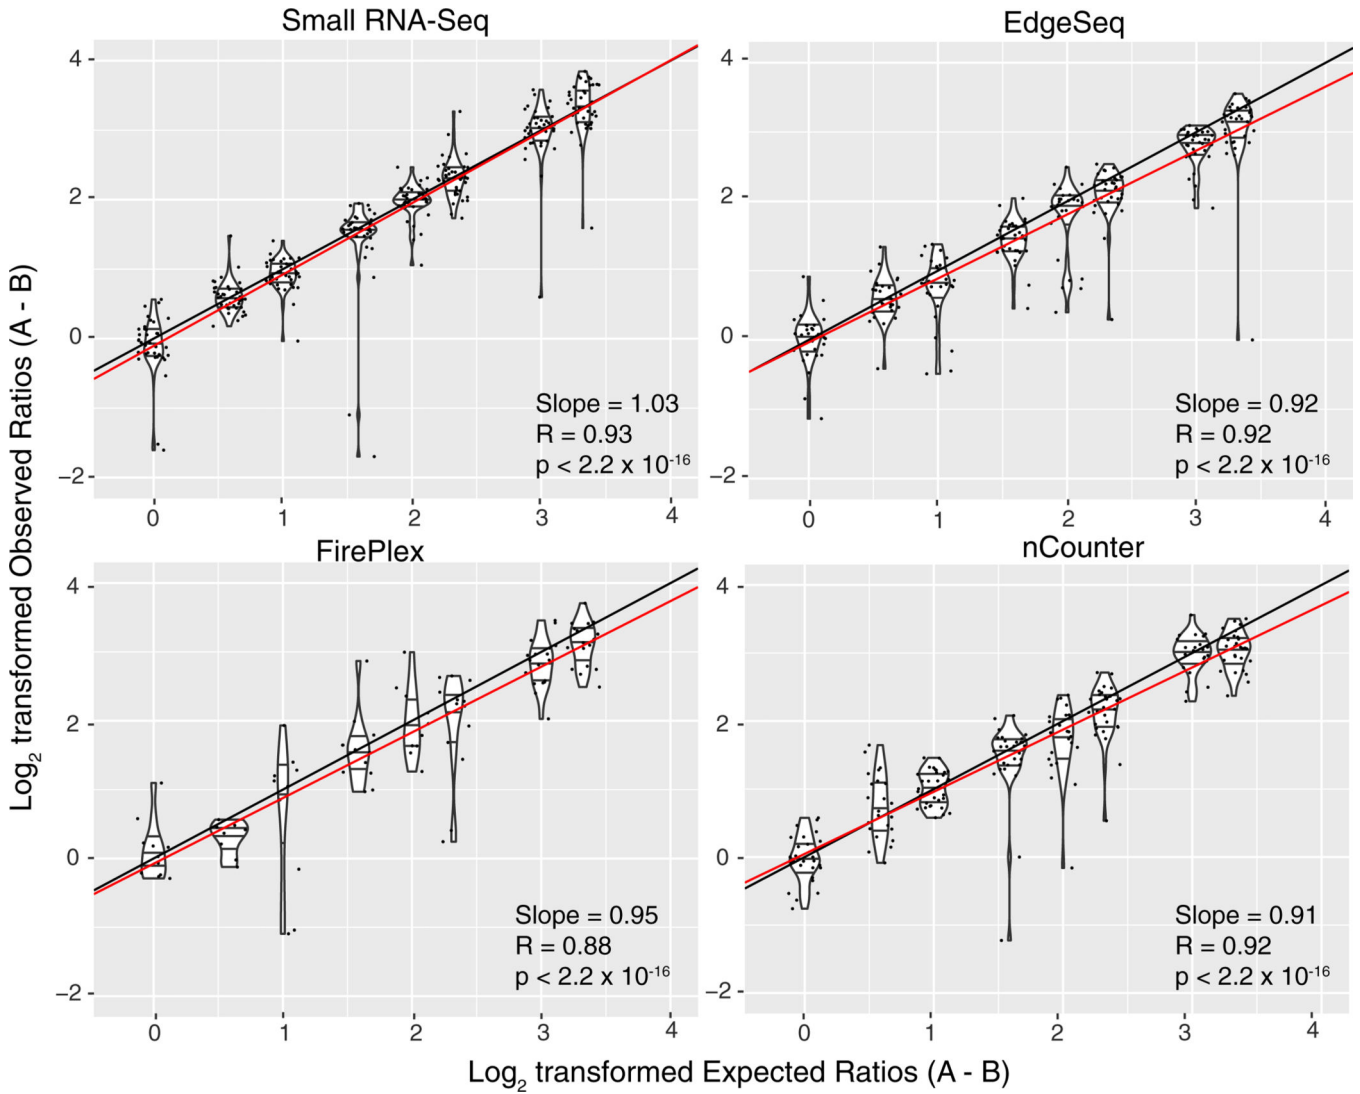 Small RNA-Seq
EdgeSeq
4
2
0
−2
Slope = 1.03
R = 0.93
p < 2.2 x 10-16
0 1 2 3 4
4
2
0
−2
Slope = 0.92
R = 0.92
p < 2.2 x 10-16
0 1 2 3 4
Log2 transformed Observed Ratios (A - B)
FirePlex
nCounter
4
2
0
−2
Slope = 0.95
R = 0.88
p < 2.2 x 10-16
0 1 2 3 4
4
2
0
−2
Slope = 0.91
R = 0.92
p < 2.2 x 10-16
0 1 2 3 4
Log2 transformed Expected Ratios (A - B)